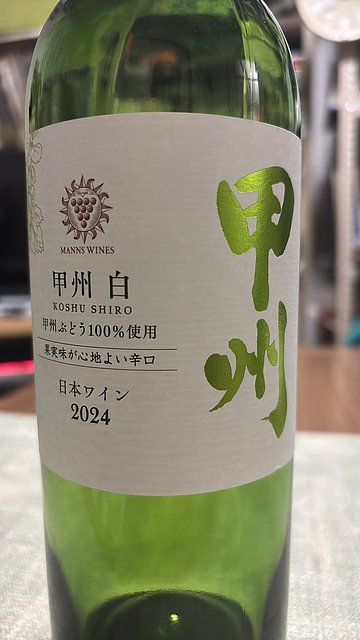 MANNS WINES
甲州 白
KOSHU SHIRO
甲州ぶどう100%使用
果実味が心地よい辛口
日本ワイン
2024
甲州